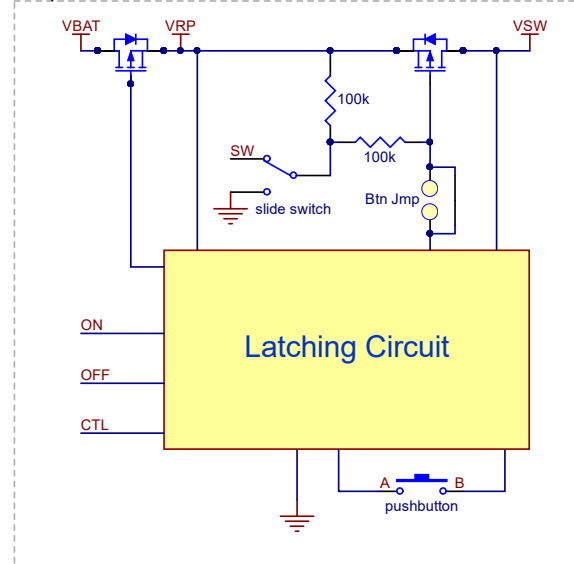 VBAT
VRP
VSW
100k
SW
100k
Btn Jmp
slide switch
Latching Circuit
ON
OFF
CTL
A
B
pushbutton